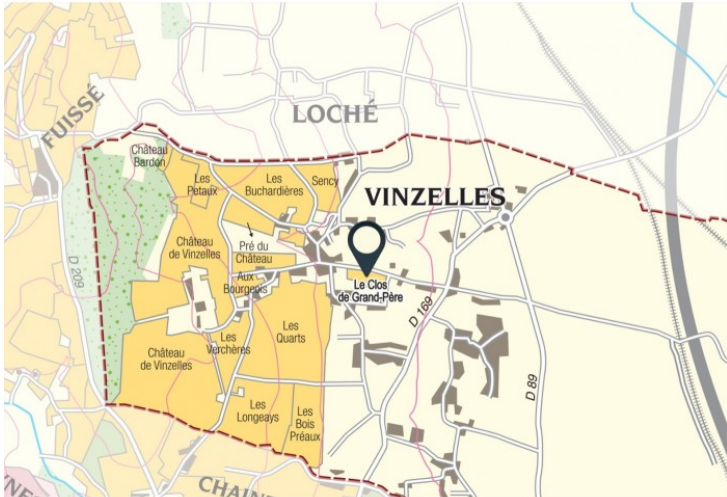 LOCHÉ
FUISSÉ
Château
Bardon
Les
Petaux
Les
Buchardières
Sency
VINZELLES
Château
de Vinzelles
Pré du
Château
Aux
Bourgeois
Le Clos
de Grand-Père
D 209
Les
Quarts
Les
Verchères
D 169
Château
de Vinzelles
D 89
Les
Longeays
Les
Bois
Préaux